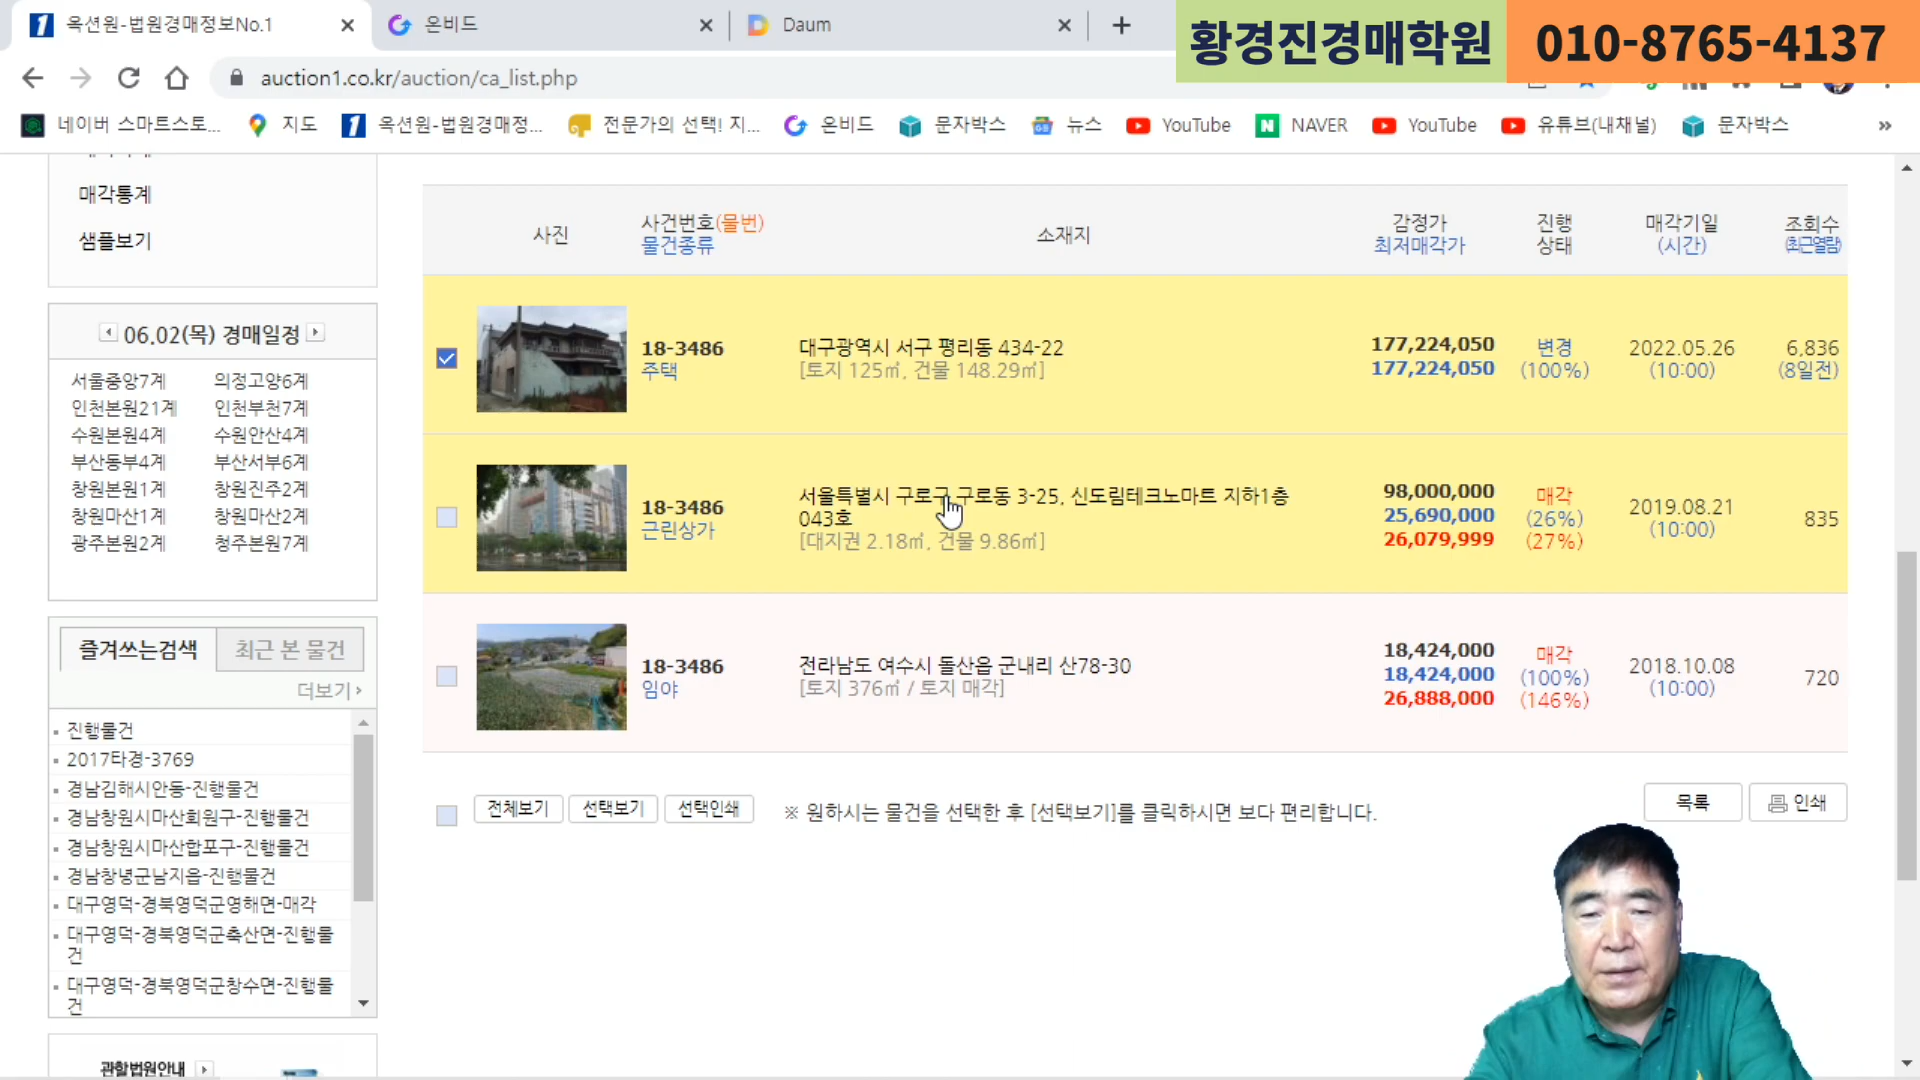 옥션원-법원경매정보No.1
온비드
Daum
황경진경매학원
010-8765-4137
auction1.co.kr/auction/ca_list.php
네이버 스마트스토...
지도
옥션원-법원경매정...
전문가의 선택! 지...
온비드
문자박스
뉴스
YouTube
NAVER
YouTube
유튜브(내채널)
문자박스
매각통계
샘플보기
06.02(목) 경매일정
서울중앙7계 의정고양6계
인천본원21계 인천부천7계
수원본원4계 수원안산4계
부산동부4계 부산서부6계
창원본원1계 창원진주2계
창원마산1계 창원마산2계
광주본원2계 청주본원7계
즐겨쓰는검색 최근 본 물건
더보기
진행물건
2017타경-3769
경남김해시안동-진행물건
경남창원시마산회원구-진행물건
경남창원시마산합포구-진행물건
경남창녕군남지읍-진행물건
대구영덕-경북영덕군영해면-매각
대구영덕-경북영덕군축산면-진행물
건
대구영덕-경북영덕군창수면-진행물
건
관할법원안내
사진
사건번호(물번)
물건종류
소재지
감정가
최저매각가
진행
상태
매각기일
(시간)
조회수
(최근열람)
18-3486
주택
대구광역시 서구 평리동 434-22
[토지 125㎡, 건물 148.29㎡]
177,224,050
177,224,050
변경
(100%)
2022.05.26
(10:00)
6,836
(8일전)
18-3486
근린상가
서울특별시 구로구 구로동 3-25, 신도림테크노마트 지하1층
043호
[대지권 2.18㎡, 건물 9.86㎡]
98,000,000
25,690,000
26,079,999
매각
(26%)
(27%)
2019.08.21
(10:00)
835
18-3486
임야
전라남도 여수시 돌산읍 군내리 산78-30
[토지 376㎡ / 토지 매각]
18,424,000
18,424,000
26,888,000
매각
(100%)
(146%)
2018.10.08
(10:00)
720
전체보기 선택보기 선택인쇄
※ 원하시는 물건을 선택한 후 [선택보기]를 클릭하시면 보다 편리합니다.
목록
인쇄